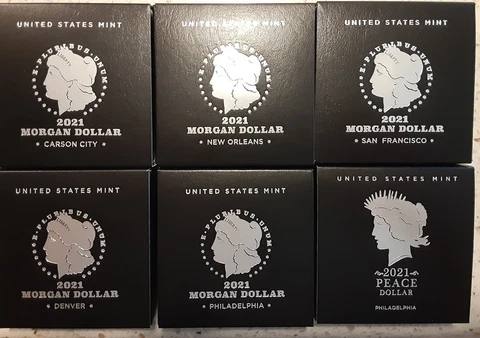 UNITED STATES MINT
E·PLURIBUS·UNUM
2021
MORGAN DOLLAR
• CARSON CITY •
UNITED STATES MINT
E·PLURIBUS·UNUM
2021
MORGAN DOLLAR
• NEW ORLEANS •
UNITED STATES MINT
E·PLURIBUS·UNUM
2021
MORGAN DOLLAR
• SAN FRANCISCO •
UNITED STATES MINT
E·PLURIBUS·UNUM
2021
MORGAN DOLLAR
• DENVER •
UNITED STATES MINT
E·PLURIBUS·UNUM
2021
MORGAN DOLLAR
• PHILADELPHIA •
UNITED STATES MINT
2021
PEACE
DOLLAR
PHILADELPHIA